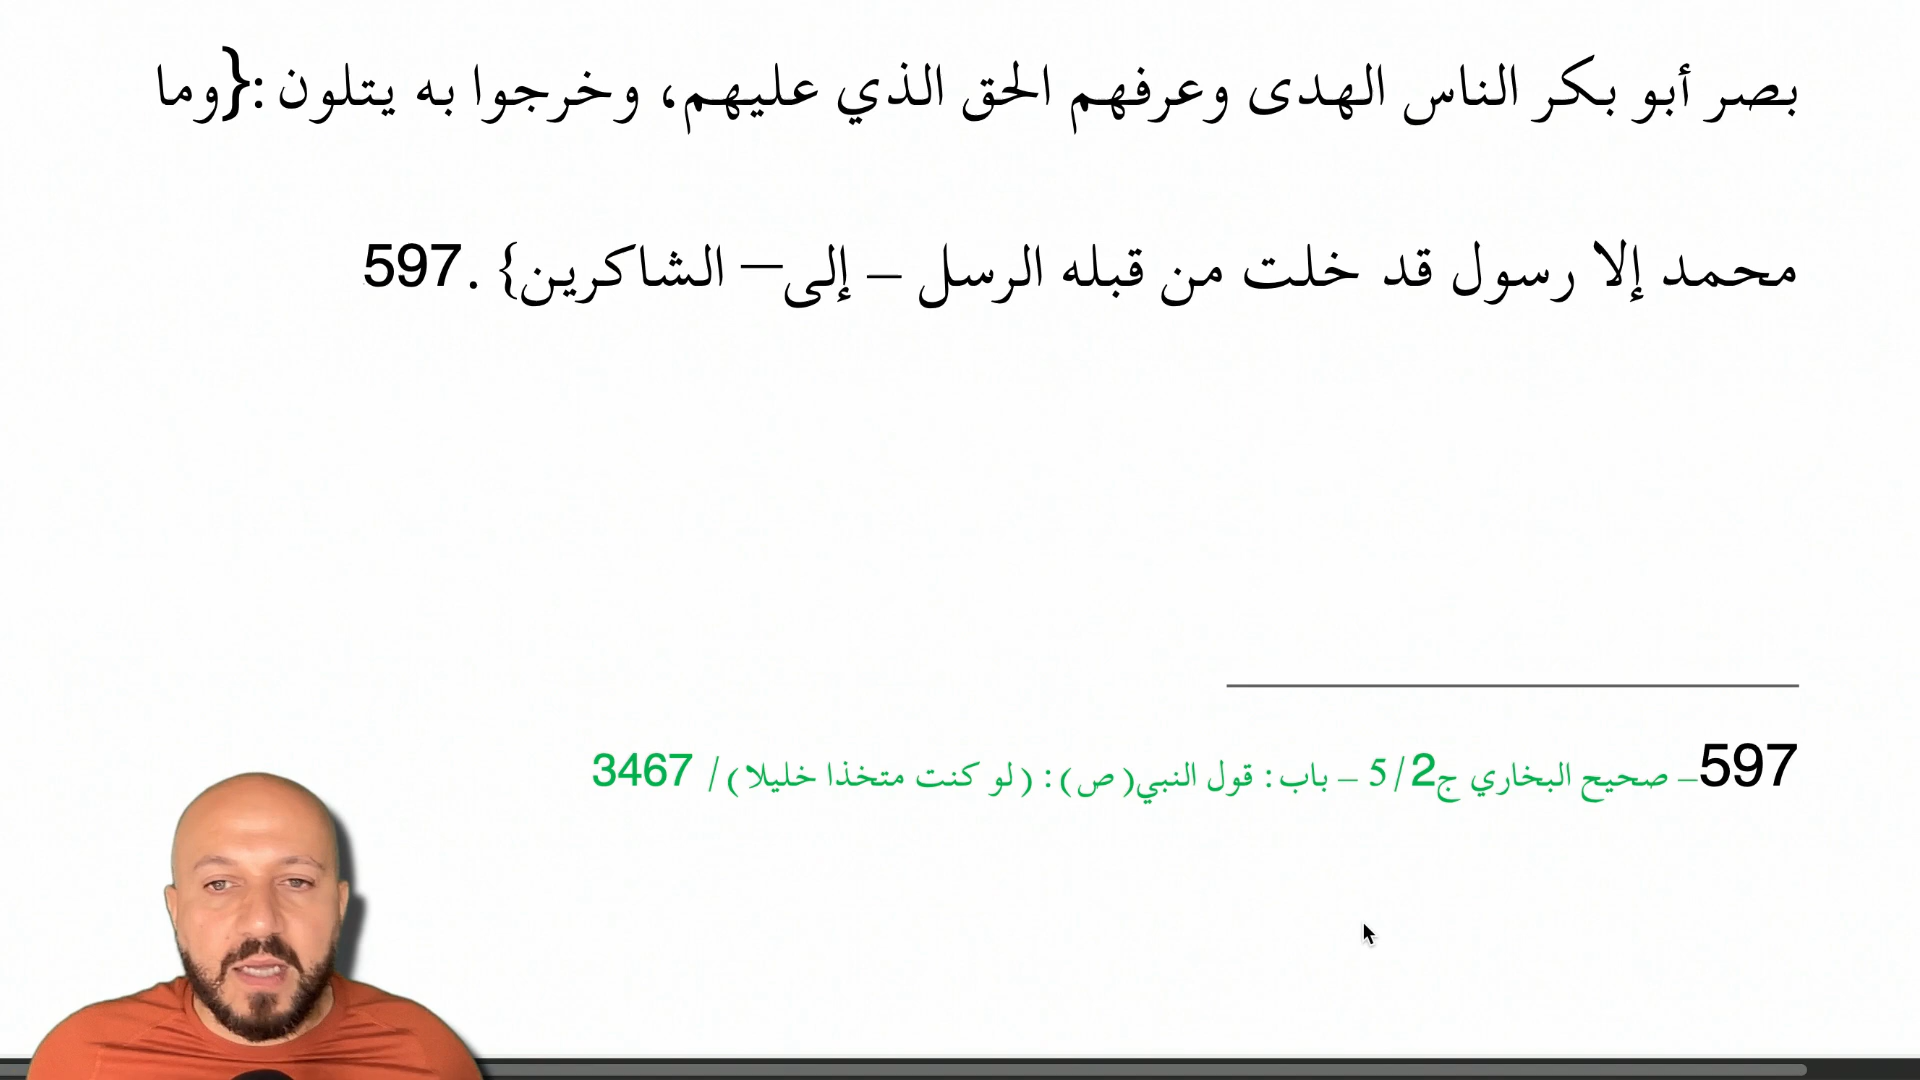 بصر أبو بكر الناس الهدى وعرفهم الحق الذي عليهم، وخرجوا به يتلون :{وما
محمد إلا رسول قد خلت من قبله الرسل – إلى– الشاكرين} .597
597– صحيح البخاري ج2/5 – باب: قول النبي(ص): (لو كنت متخذا خليلا)/ 3467